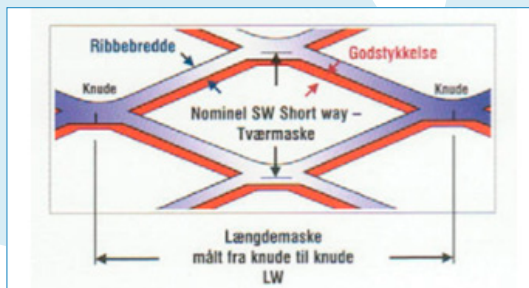 Ribbebredde
Godstykkelse
Knude
Knude
Nominel SW Short way –
Tværmaske
Længdemaske
målt fra knude til knude
LW